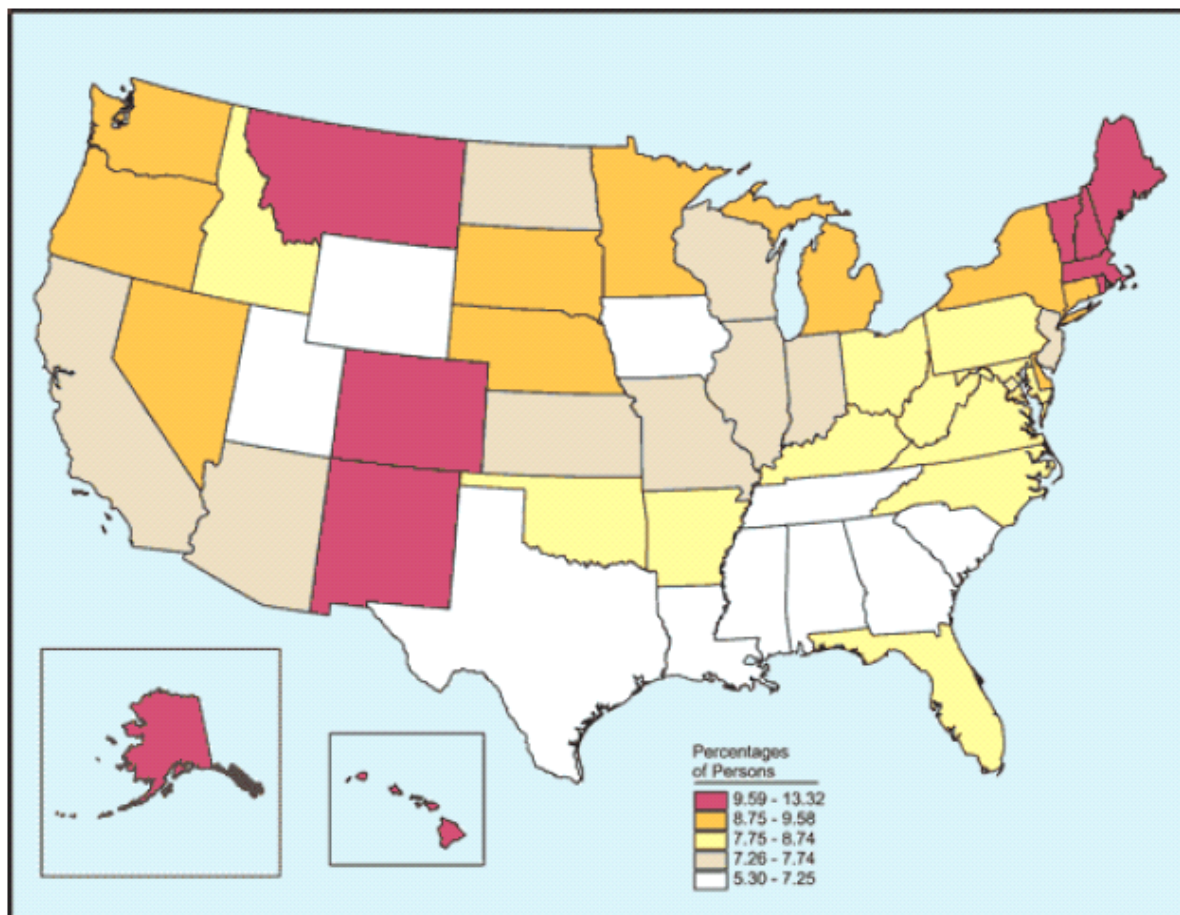 Percentages
of Persons
9.59 - 13.32
8.75 - 9.58
7.75 - 8.74
7.26 - 7.74
5.30 - 7.25